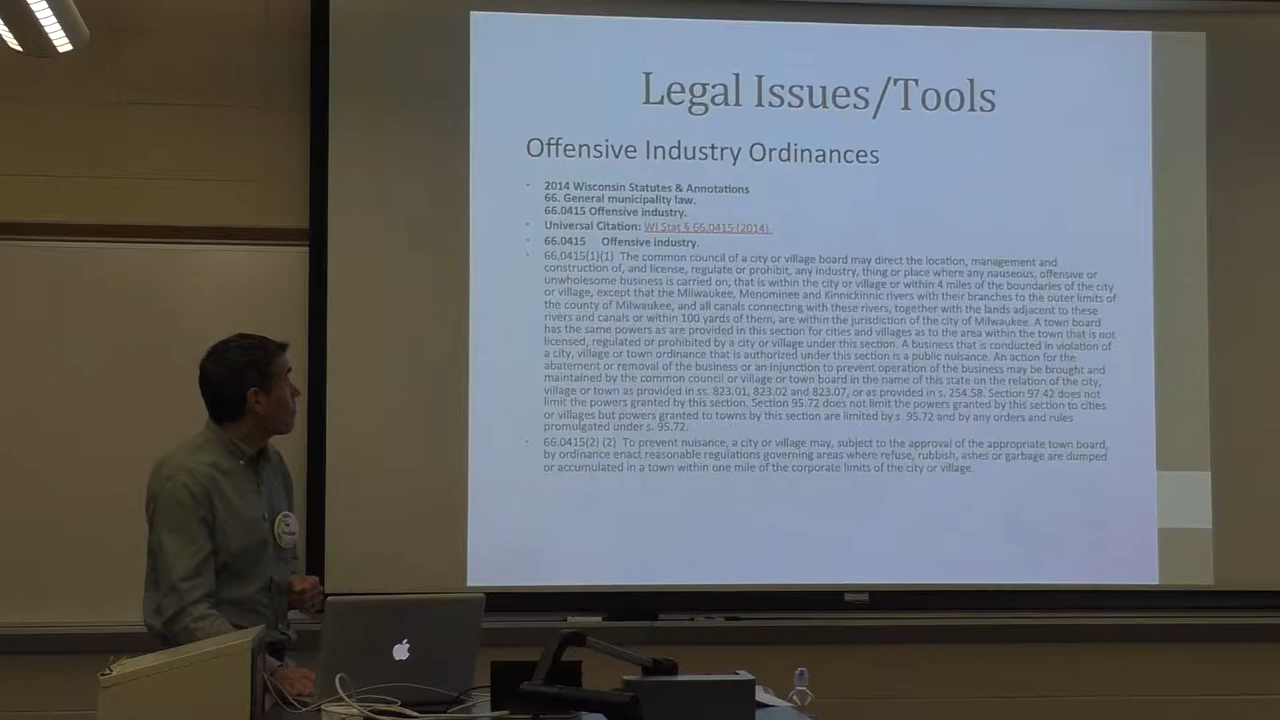 Legal Issues/Tools
Offensive Industry Ordinances
2014 Wisconsin Statutes & Annotations
66. General municipality law.
66.0415 Offensive industry.
Universal Citation: WI Stat § 66.0415 (2014)
66.0415 Offensive industry.
66.0415(1)(1) The common council of a city or village board may direct the location, management and
construction of, and license, regulate or prohibit, any industry, thing or place where any nauseous, offensive or
unwholesome business is carried on, that is within the city or village or within 4 miles of the boundaries of the city
or village, except that the Milwaukee, Menominee and Kinnickinnic rivers with their branches to the outer limits of
the county of Milwaukee, and all canals connecting with these rivers, together with the lands adjacent to these
rivers and canals or within 100 yards of them, are within the jurisdiction of the city of Milwaukee. A town board
has the same powers as are provided in this section for cities and villages as to the area within the town that is not
licensed, regulated or prohibited by a city or village under this section. A business that is conducted in violation of
a city, village or town ordinance that is authorized under this section is a public nuisance. An action for the
abatement or removal of the business or an injunction to prevent operation of the business may be brought and
maintained by the common council or village or town board in the name of this state on the relation of the city,
village or town as provided in ss. 823.01, 823.02 and 823.07, or as provided in s. 254.58. Section 97.42 does not
limit the powers granted by this section. Section 95.72 does not limit the powers granted by this section to cities
or villages but powers granted to towns by this section are limited by s. 95.72 and by any orders and rules
promulgated under s. 95.72.
66.0415(2) (2) To prevent nuisance, a city or village may, subject to the approval of the appropriate town board,
by ordinance enact reasonable regulations governing areas where refuse, rubbish, ashes or garbage are dumped
or accumulated in a town within one mile of the corporate limits of the city or village.